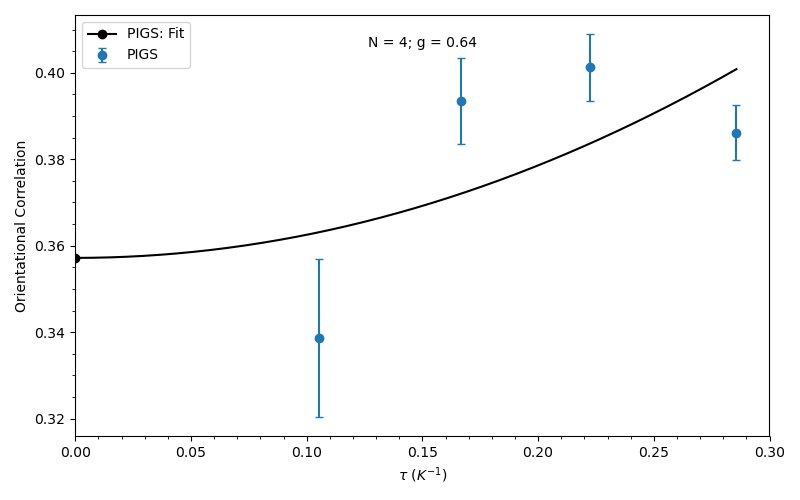 PIGS: Fit
PIGS
N = 4; g = 0.64
Orientational Correlation
0.40
0.38
0.36
0.34
0.32
0.00 0.05 0.10 0.15 0.20 0.25 0.30
τ (K⁻¹)